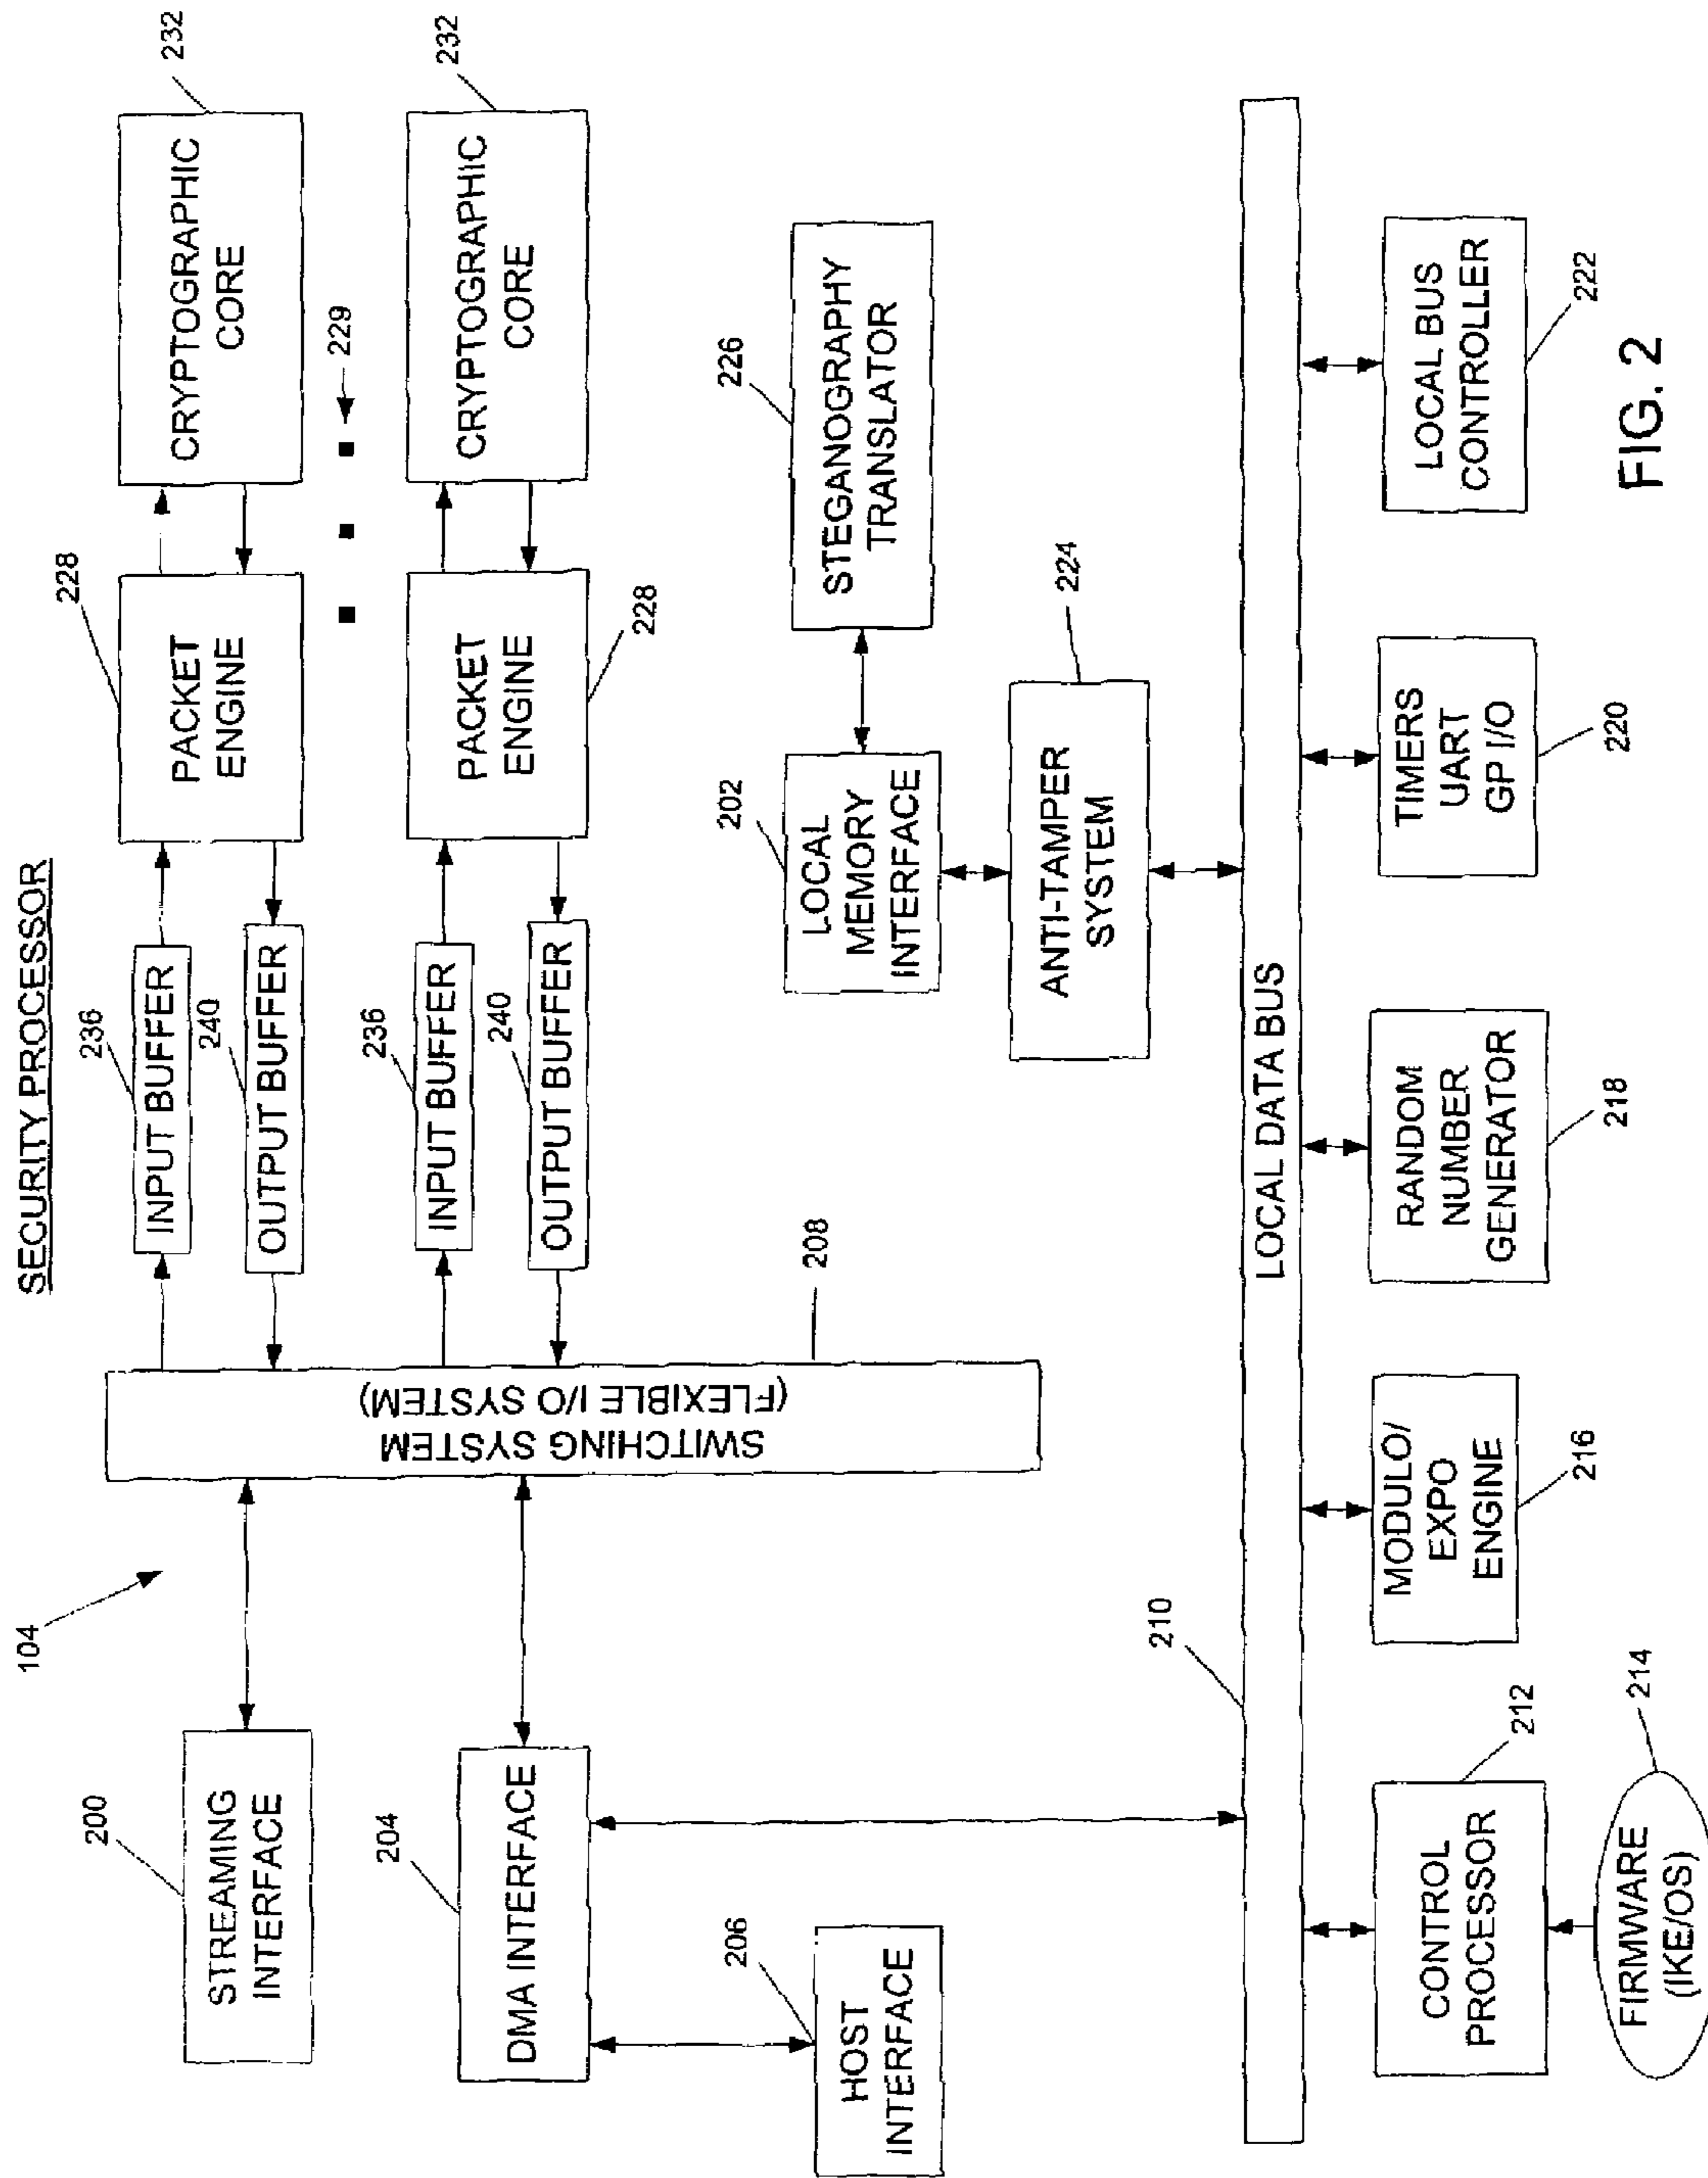 SECURITY PROCESSOR
104
200
STREAMING
INTERFACE
204
DMA INTERFACE
206
HOST
INTERFACE
SWITCHING SYSTEM
(FLEXIBLE I/O SYSTEM)
208
236
INPUT BUFFER
240
OUTPUT BUFFER
228
PACKET
ENGINE
232
CRYPTOGRAPHIC
CORE
229
236
INPUT BUFFER
240
OUTPUT BUFFER
PACKET
ENGINE
228
232
CRYPTOGRAPHIC
CORE
202
LOCAL
MEMORY
INTERFACE
226
STEGANOGRAPHY
TRANSLATOR
224
ANTI-TAMPER
SYSTEM
210
LOCAL DATA BUS
CONTROL
PROCESSOR
212
FIRMWARE
(IKE/OS)
214
MODULO/
EXPO
ENGINE
216
RANDOM
NUMBER
GENERATOR
218
TIMERS
UART
GP I/O
220
LOCAL BUS
CONTROLLER
222
FIG. 2